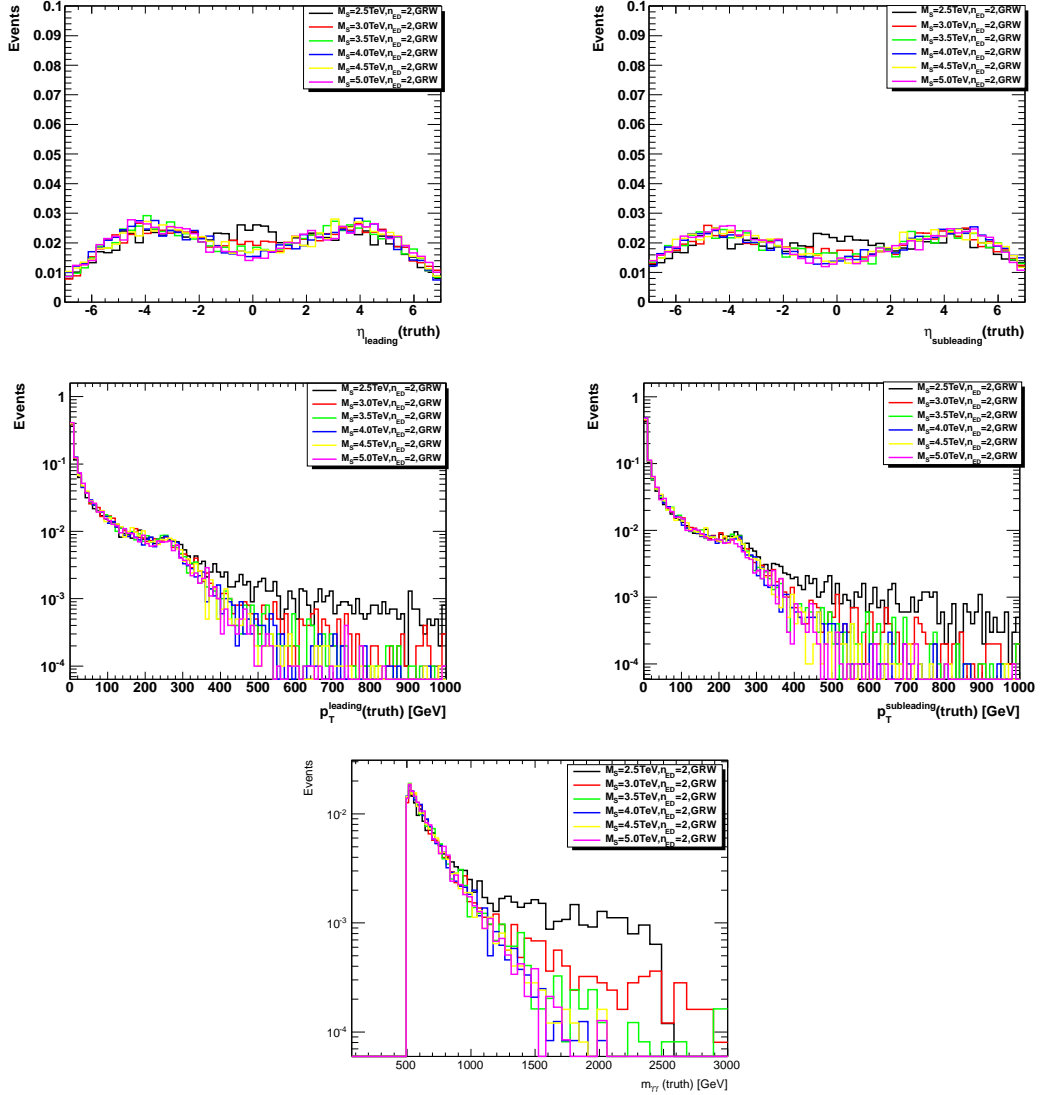 Events
0.1
0.09
0.08
0.07
0.06
0.05
0.04
0.03
0.02
0.01
0
-6 -4 -2 0 2 4 6
η_leading(truth)
M_S=2.5TeV,n_ED=2,GRW
M_S=3.0TeV,n_ED=2,GRW
M_S=3.5TeV,n_ED=2,GRW
M_S=4.0TeV,n_ED=2,GRW
M_S=4.5TeV,n_ED=2,GRW
M_S=5.0TeV,n_ED=2,GRW
Events
0.1
0.09
0.08
0.07
0.06
0.05
0.04
0.03
0.02
0.01
0
-6 -4 -2 0 2 4 6
η_subleading(truth)
M_S=2.5TeV,n_ED=2,GRW
M_S=3.0TeV,n_ED=2,GRW
M_S=3.5TeV,n_ED=2,GRW
M_S=4.0TeV,n_ED=2,GRW
M_S=4.5TeV,n_ED=2,GRW
M_S=5.0TeV,n_ED=2,GRW
Events
1
10^-1
10^-2
10^-3
10^-4
0 100 200 300 400 500 600 700 800 900 1000
p_T^leading(truth) [GeV]
M_S=2.5TeV,n_ED=2,GRW
M_S=3.0TeV,n_ED=2,GRW
M_S=3.5TeV,n_ED=2,GRW
M_S=4.0TeV,n_ED=2,GRW
M_S=4.5TeV,n_ED=2,GRW
M_S=5.0TeV,n_ED=2,GRW
Events
1
10^-1
10^-2
10^-3
10^-4
0 100 200 300 400 500 600 700 800 900 1000
p_T^subleading(truth) [GeV]
M_S=2.5TeV,n_ED=2,GRW
M_S=3.0TeV,n_ED=2,GRW
M_S=3.5TeV,n_ED=2,GRW
M_S=4.0TeV,n_ED=2,GRW
M_S=4.5TeV,n_ED=2,GRW
M_S=5.0TeV,n_ED=2,GRW
Events
10^-2
10^-3
10^-4
500 1000 1500 2000 2500 3000
m_γγ (truth) [GeV]
M_S=2.5TeV,n_ED=2,GRW
M_S=3.0TeV,n_ED=2,GRW
M_S=3.5TeV,n_ED=2,GRW
M_S=4.0TeV,n_ED=2,GRW
M_S=4.5TeV,n_ED=2,GRW
M_S=5.0TeV,n_ED=2,GRW